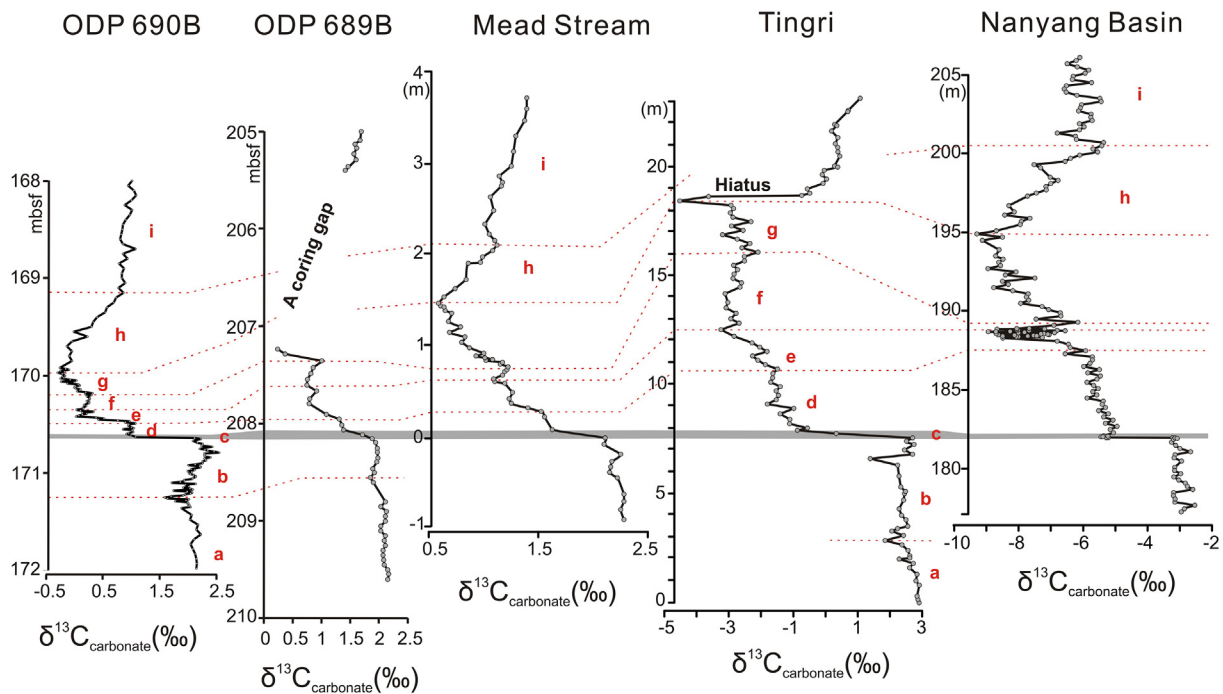 ODP 690B
ODP 689B
Mead Stream
Tingri
Nanyang Basin
168
169
170
171
172
mbsf
i
h
g
f
e
d
c
b
a
-0.5
0.5
1.5
2.5
δ¹³Ccarbonate(‰)
205
206
207
208
209
210
mbsf
A coring gap
0
0.5
1
1.5
2
2.5
δ¹³Ccarbonate(‰)
4
(m)
3
2
1
0
-1
i
h
0.5
1.5
2.5
δ¹³Ccarbonate(‰)
(m)
20
15
10
5
0
Hiatus
g
f
e
d
c
b
a
-5
-3
-1
1
3
δ¹³Ccarbonate(‰)
205
(m)
200
195
190
185
180
i
h
-10
-8
-6
-4
-2
δ¹³Ccarbonate(‰)